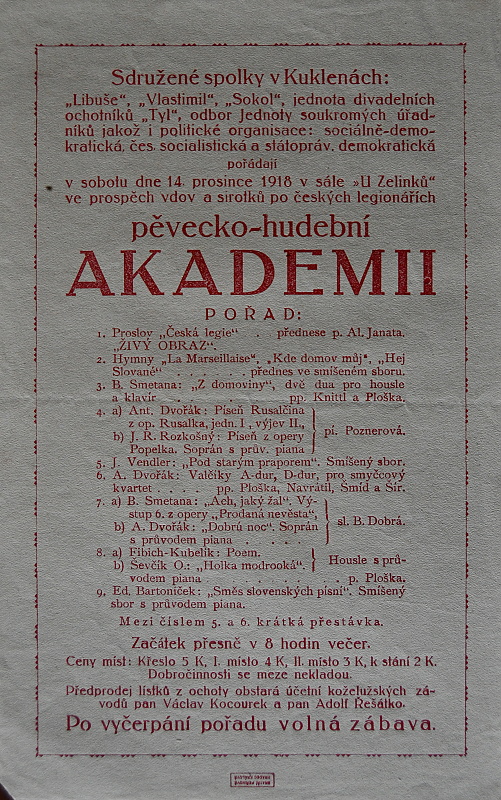 Sdružené spolky v Kuklenách:
„Libuše“, „Vlastimil“, „Sokol“, jednota divadelních
ochotníků „Tyl“, odbor Jednoty soukromých úřad-
níků jakož i politické organisace: sociálně-demo-
kratická, čes. socialistická a státopráv. demokratická
pořádají
v sobotu dne 14. prosince 1918 v sále »U Zelinků“
ve prospěch vdov a sirotků po českých legionářích
pěvecko-hudební
AKADEMII
POŘAD:
1. Proslov „Česká legie“ . přednese p. Al. Janata.
„ŽIVÝ OBRAZ“.
2. Hymny „La Marseillaise“, „Kde domov můj“, „Hej
Slované“ . . . . . přednes ve smíšeném sboru.
3. B. Smetana: „Z domoviny“, dvě dua pro housle
a klavír . . . . . . . pp. Knittl a Ploška.
4. a) Ant. Dvořák: Píseň Rusalčina
z op. Rusalka, jedn. I, výjev II.,
b) J. R. Rozkošný: Píseň z opery
Popelka. Soprán s prův. piana
pí. Poznerová.
5. J. Vendler: „Pod starým praporem“. Smíšený sbor.
6. A. Dvořák: Valčíky A-dur, D-dur, pro smyčcový
kvartet . . . . pp. Ploška, Navrátil, Šmíd a Šír.
7. a) B. Smetana: „Ach, jaký žal“. Vý-
stup 6. z opery „Prodaná nevěsta“,
b) A. Dvořák: „Dobrú noc“. Soprán
s průvodem piana . . . .
sl. B. Dobrá.
8. a) Fibich-Kubelík: Poem.
b) Ševčík O.: „Holka modrooká“.
Housle s prů-
vodem piana . . . . . . . . p. Ploška.
9. Ed. Bartoníček: „Směs slovenských písní“. Smíšený
sbor s průvodem piana.
Mezi číslem 5. a 6. krátká přestávka.
Začátek přesně v 8 hodin večer.
Ceny míst: Křeslo 5 K, I. místo 4 K, II. místo 3 K, k stání 2 K.
Dobročinnosti se meze nekladou.
Předprodej lístků z ochoty obstará účetní koželužských zá-
vodů pan Václav Kocourek a pan Adolf Řešátko.
Po vyčerpání pořadu volná zábava.